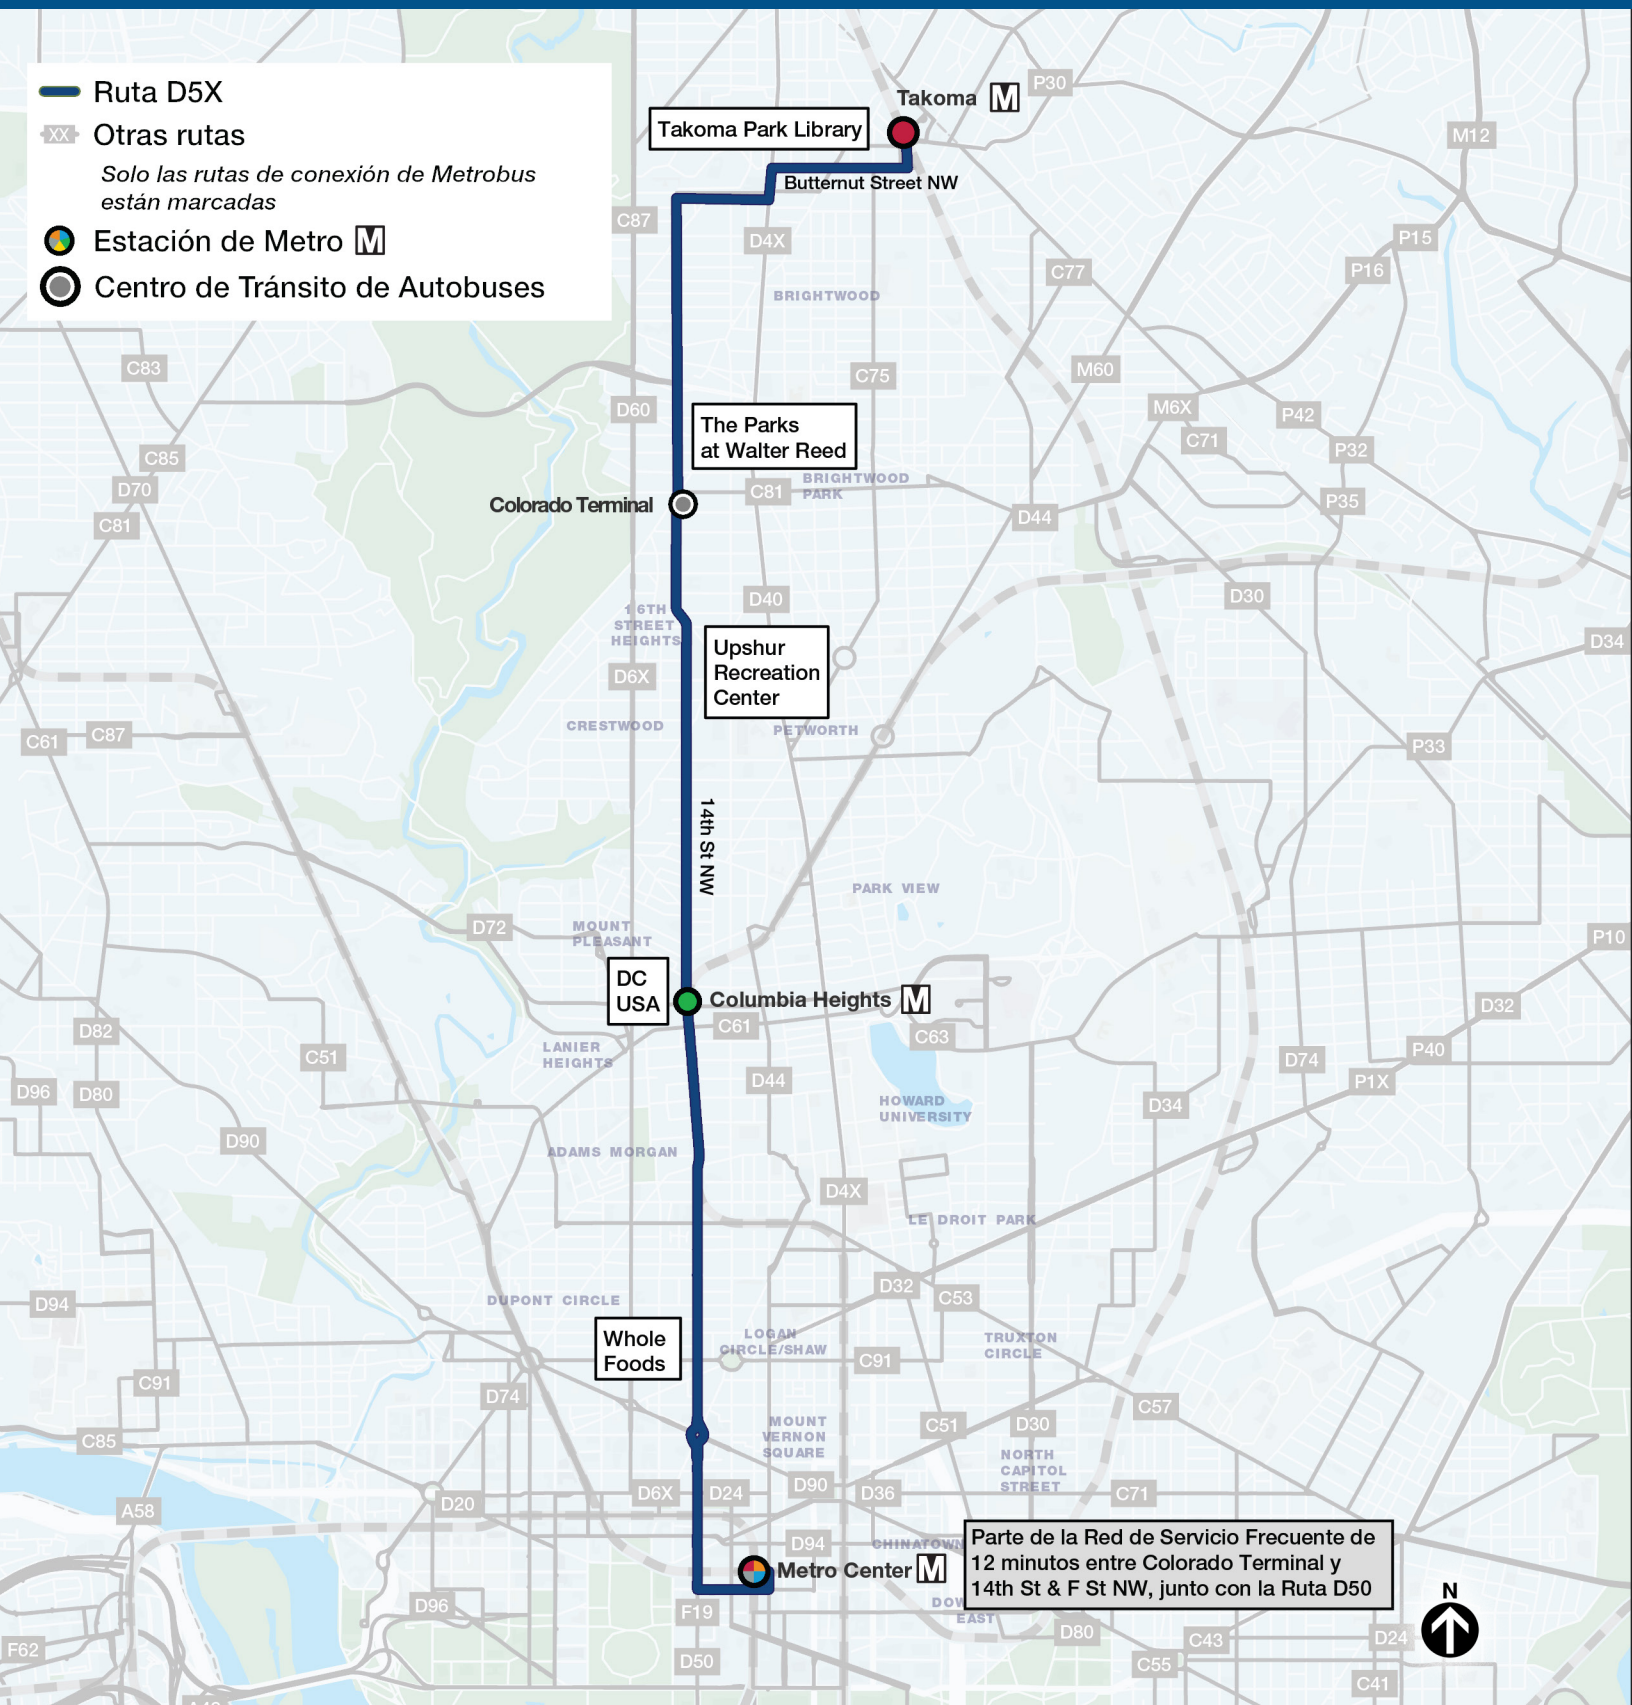 Ruta D5X
XX
Otras rutas
Solo las rutas de conexión de Metrobus
están marcadas
Estación de Metro M
Centro de Tránsito de Autobuses
Takoma M
P30
Takoma Park Library
M12
Butternut Street NW
C87
D4X
P15
P16
C77
BRIGHTWOOD
C83
C75
M60
D60
M6X
P42
The Parks
at Walter Reed
C71
P32
C85
D70
C81
BRIGHTWOOD
PARK
C81
P35
Colorado Terminal
D44
D40
D30
16TH
STREET
HEIGHTS
D34
Upshur
Recreation
Center
D6X
CRESTWOOD
PETWORTH
C61
C87
P33
14th St NW
PARK VIEW
D72
MOUNT
PLEASANT
P10
DC
USA
Columbia Heights M
D32
C61
C63
D82
LANIER
HEIGHTS
C51
D74
P40
D96
D80
D44
P1X
HOWARD
UNIVERSITY
D34
D90
ADAMS MORGAN
D4X
LE DROIT PARK
D32
C53
D94
DUPONT CIRCLE
Whole
Foods
LOGAN
CIRCLE/SHAW
TRUXTON
CIRCLE
C91
C91
D74
C57
MOUNT
VERNON
SQUARE
C51
D30
C85
NORTH
CAPITOL
STREET
A58
D20
D6X
D24
D90
D36
C71
D94
CHINATOWN
Parte de la Red de Servicio Frecuente de
12 minutos entre Colorado Terminal y
14th St & F St NW, junto con la Ruta D50
Metro Center M
N
D96
F19
EAST
D80
C43
D24
F62
D50
C55
C41